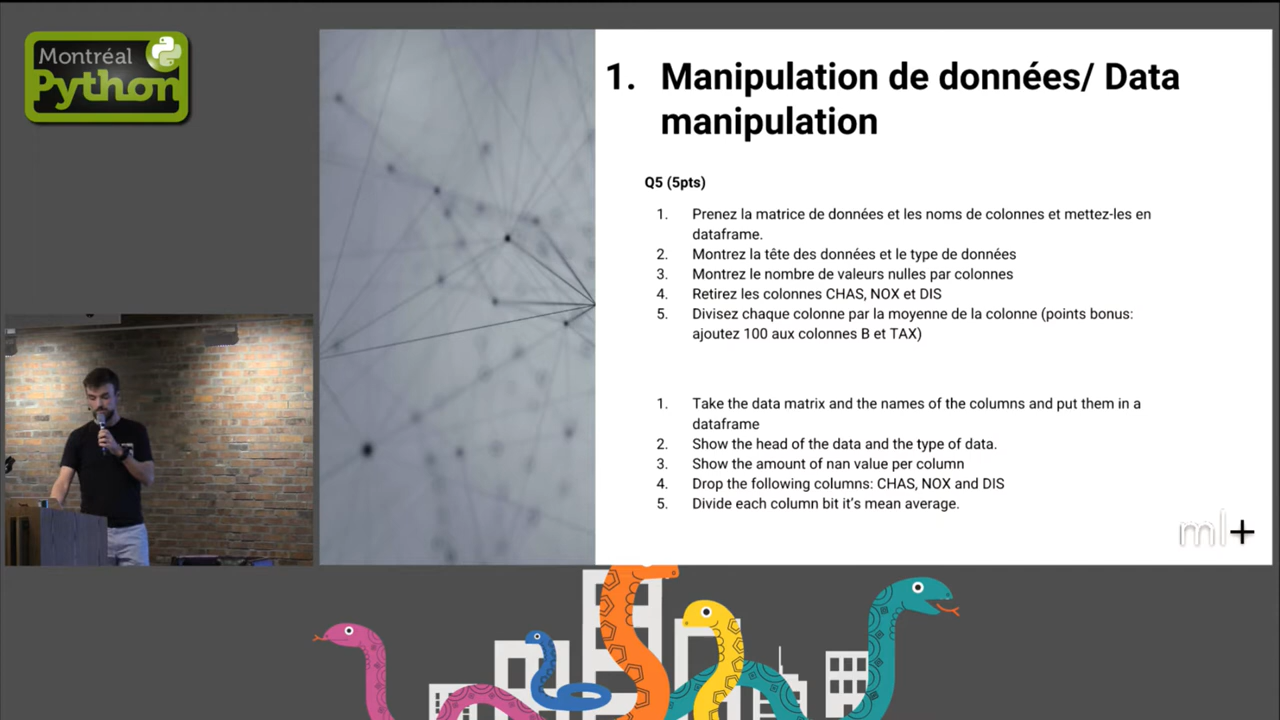 Montréal
Python
1. Manipulation de données/ Data
manipulation
Q5 (5pts)
1. Prenez la matrice de données et les noms de colonnes et mettez-les en
dataframe.
2. Montrez la tête des données et le type de données
3. Montrez le nombre de valeurs nulles par colonnes
4. Retirez les colonnes CHAS, NOX et DIS
5. Divisez chaque colonne par la moyenne de la colonne (points bonus:
ajoutez 100 aux colonnes B et TAX)
1. Take the data matrix and the names of the columns and put them in a
dataframe
2. Show the head of the data and the type of data.
3. Show the amount of nan value per column
4. Drop the following columns: CHAS, NOX and DIS
5. Divide each column bit it’s mean average.
ml+